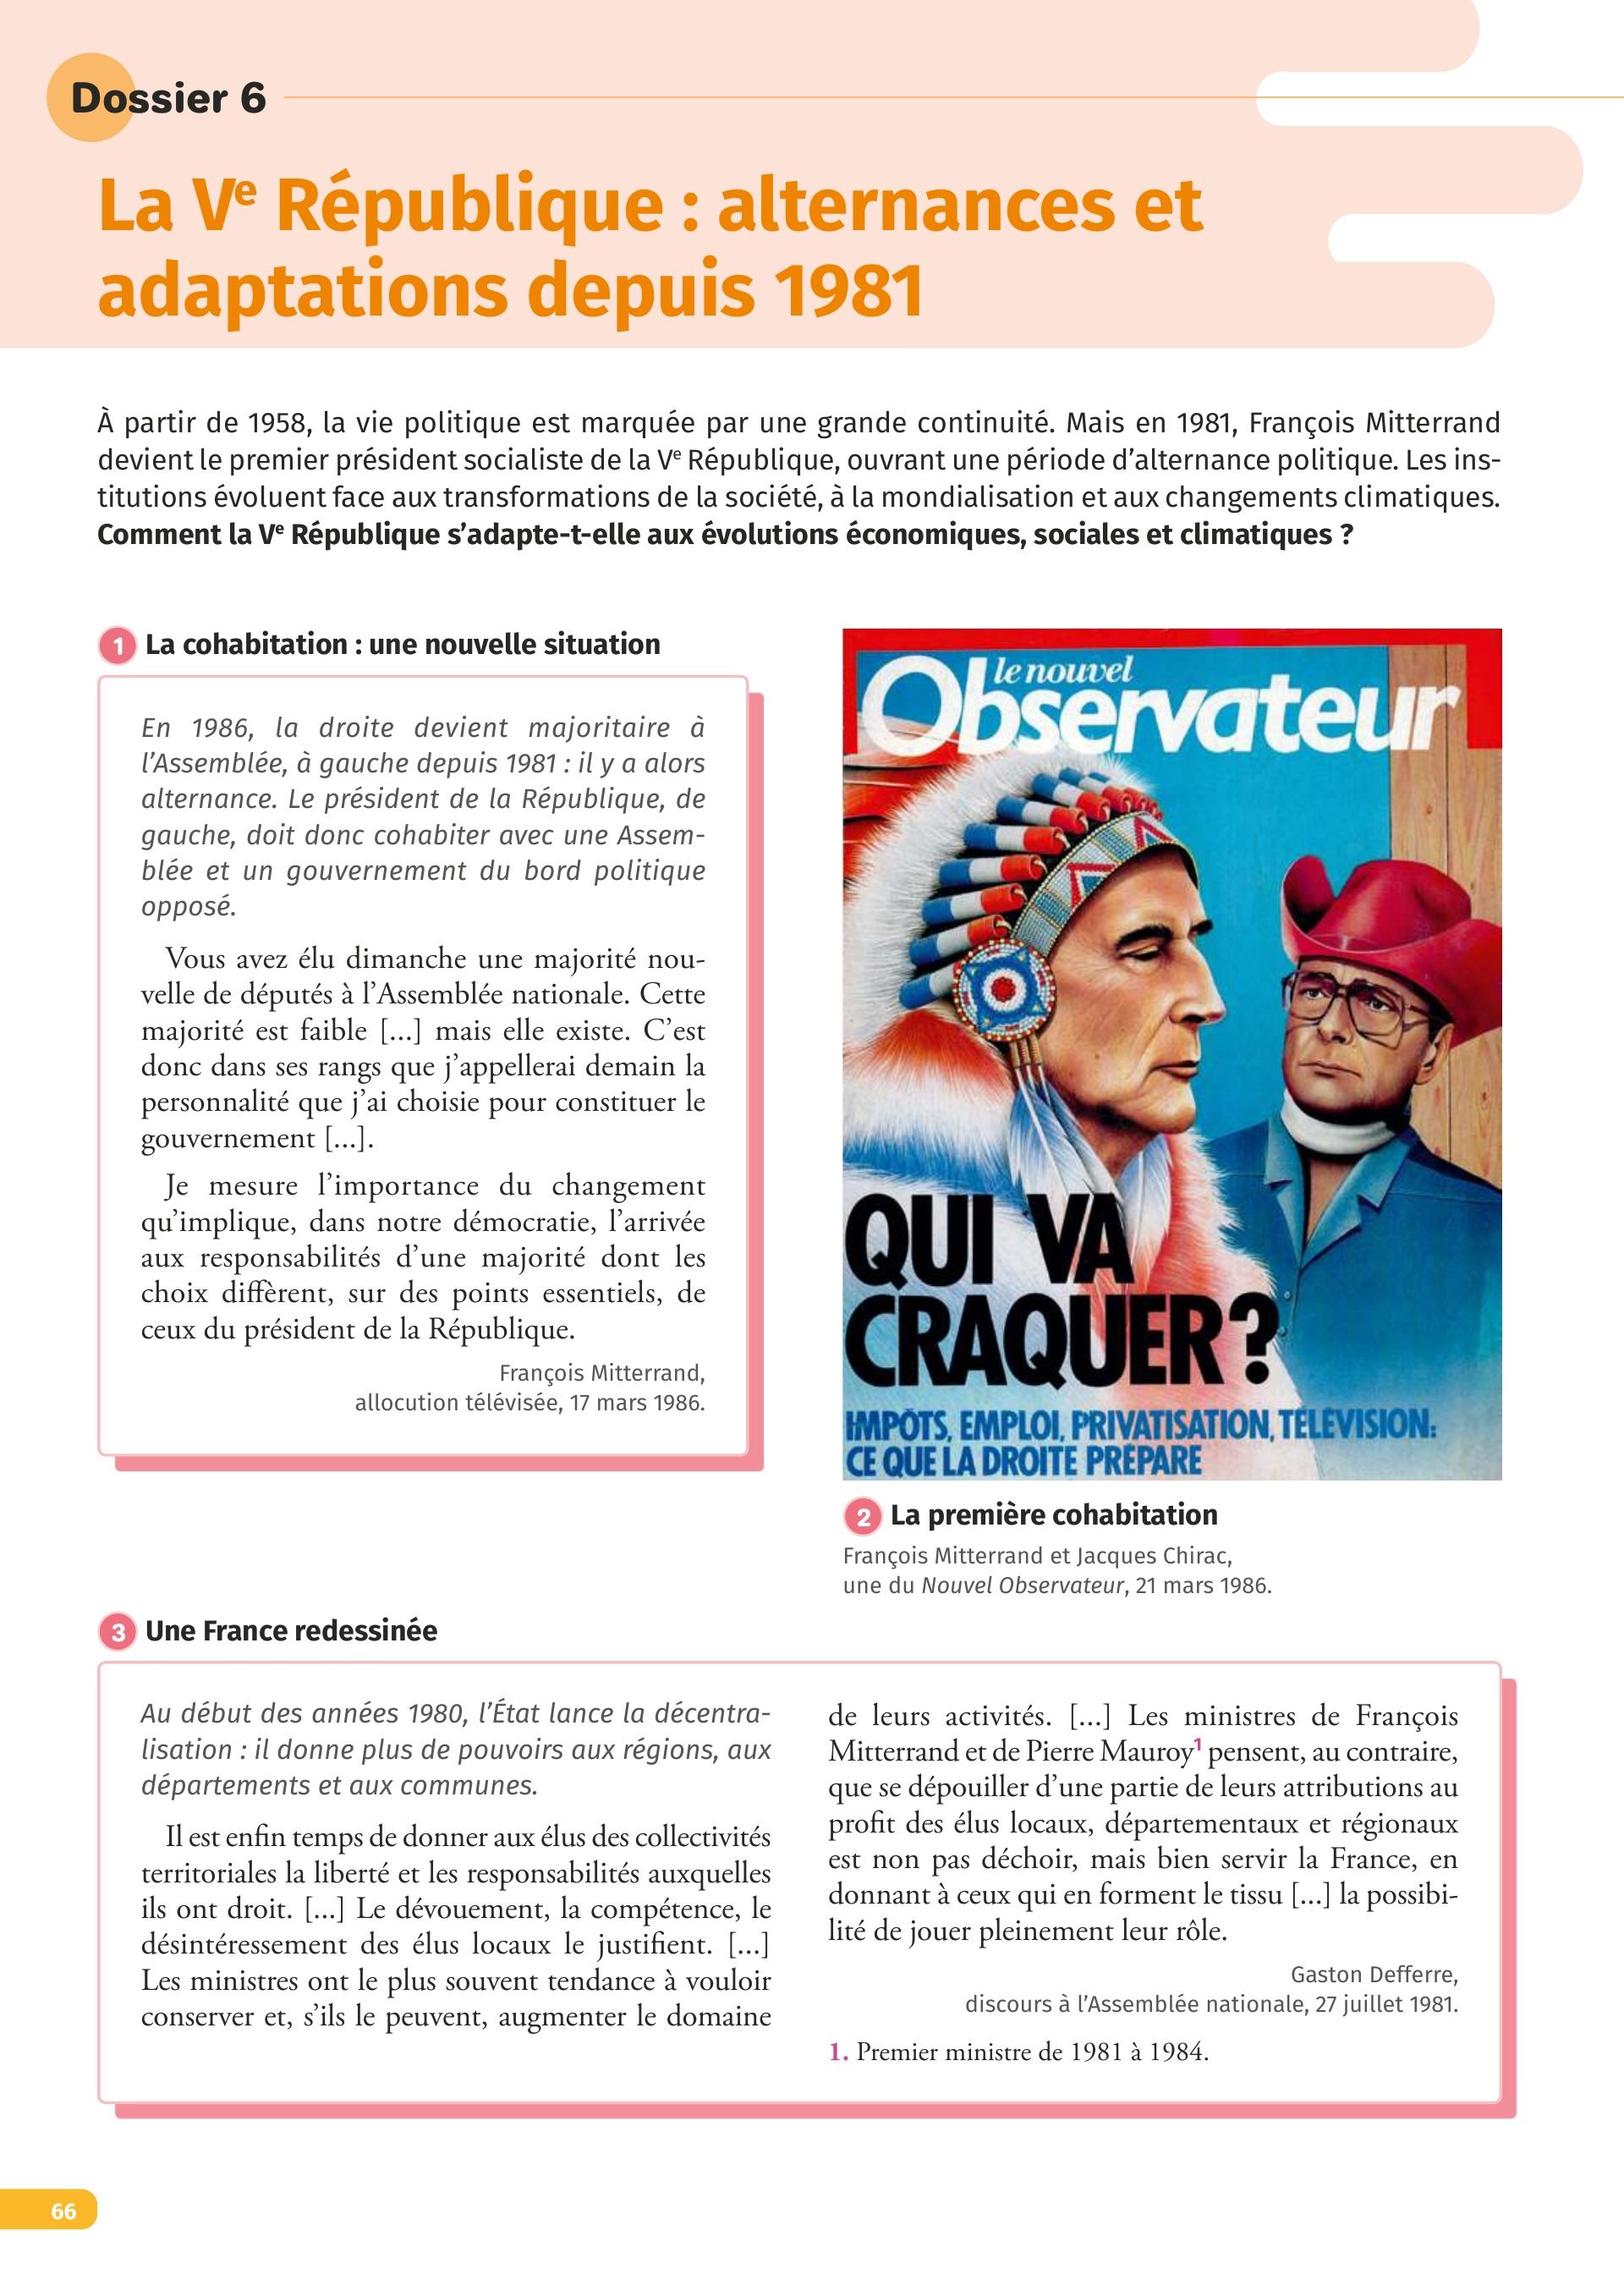 Dossier 6
La Ve République : alternances et
adaptations depuis 1981
À partir de 1958, la vie politique est marquée par une grande continuité. Mais en 1981, François Mitterrand
devient le premier président socialiste de la Ve République, ouvrant une période d’alternance politique. Les ins-
titutions évoluent face aux transformations de la société, à la mondialisation et aux changements climatiques.
Comment la Ve République s’adapte-t-elle aux évolutions économiques, sociales et climatiques ?
1 La cohabitation : une nouvelle situation
En 1986, la droite devient majoritaire à
l’Assemblée, à gauche depuis 1981 : il y a alors
alternance. Le président de la République, de
gauche, doit donc cohabiter avec une Assem-
blée et un gouvernement du bord politique
opposé.
Vous avez élu dimanche une majorité nou-
velle de députés à l’Assemblée nationale. Cette
majorité est faible [...] mais elle existe. C’est
donc dans ses rangs que j’appellerai demain la
personnalité que j’ai choisie pour constituer le
gouvernement [...].
Je mesure l’importance du changement
qu’implique, dans notre démocratie, l’arrivée
aux responsabilités d’une majorité dont les
choix diffèrent, sur des points essentiels, de
ceux du président de la République.
François Mitterrand,
allocution télévisée, 17 mars 1986.
le nouvel
Observateur
QUI VA
CRAQUER?
IMPÔTS, EMPLOI, PRIVATISATION, TÉLÉVISION:
CE QUE LA DROITE PRÉPARE
2 La première cohabitation
François Mitterrand et Jacques Chirac,
une du Nouvel Observateur, 21 mars 1986.
3 Une France redessinée
Au début des années 1980, l’État lance la décentra-
lisation : il donne plus de pouvoirs aux régions, aux
départements et aux communes.
Il est enfin temps de donner aux élus des collectivités
territoriales la liberté et les responsabilités auxquelles
ils ont droit. [...] Le dévouement, la compétence, le
désintéressement des élus locaux le justifient. [...]
Les ministres ont le plus souvent tendance à vouloir
conserver et, s’ils le peuvent, augmenter le domaine
de leurs activités. [...] Les ministres de François
Mitterrand et de Pierre Mauroy1 pensent, au contraire,
que se dépouiller d’une partie de leurs attributions au
profit des élus locaux, départementaux et régionaux
est non pas déchoir, mais bien servir la France, en
donnant à ceux qui en forment le tissu [...] la possibi-
lité de jouer pleinement leur rôle.
Gaston Defferre,
discours à l’Assemblée nationale, 27 juillet 1981.
1. Premier ministre de 1981 à 1984.
66